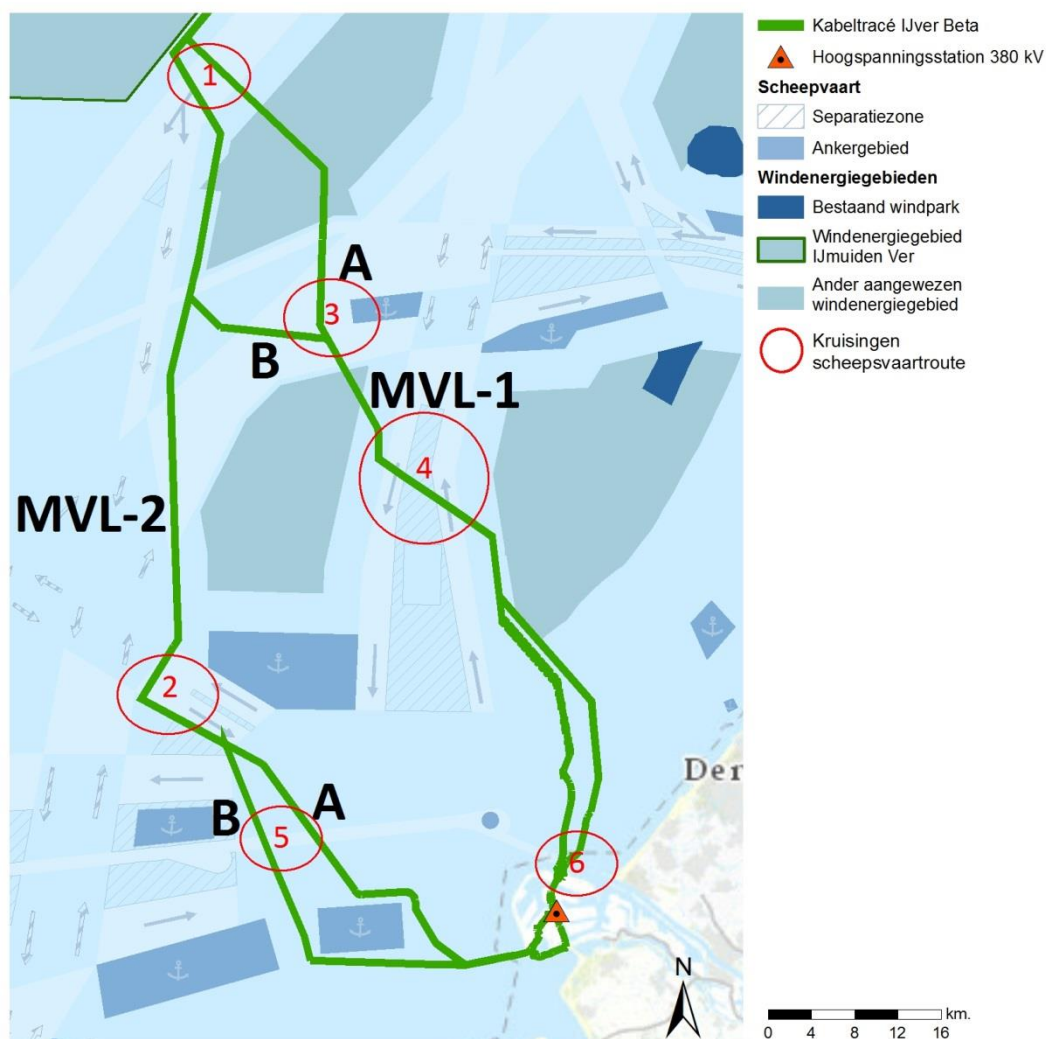 1
A
3
B
MVL-1
4
MVL-2
2
Der
B
A
5
6
N
Kabeltracé IJver Beta
Hoogspanningsstation 380 kV
Scheepvaart
Separatiezone
Ankergebied
Windenergiegebieden
Bestaand windpark
Windenergiegebied
IJmuiden Ver
Ander aangewezen
windenergiegebied
Kruisingen
scheepsvaartroute
km.
0 4 8 12 16